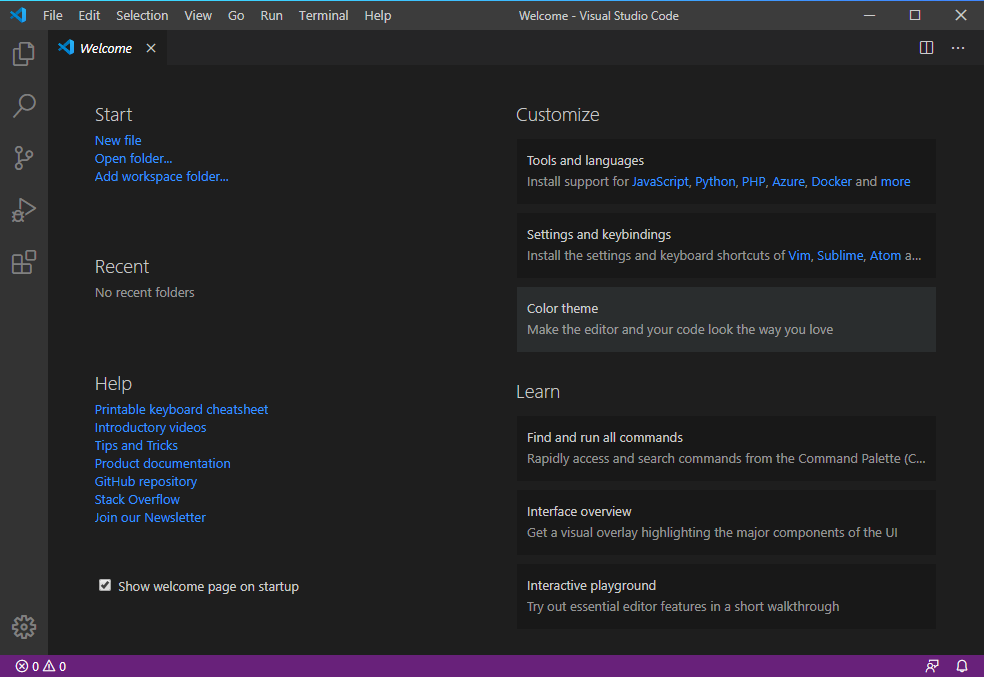 File Edit Selection View Go Run Terminal Help Welcome - Visual Studio Code
Welcome
Start
New file
Open folder...
Add workspace folder...
Recent
No recent folders
Help
Printable keyboard cheatsheet
Introductory videos
Tips and Tricks
Product documentation
GitHub repository
Stack Overflow
Join our Newsletter
Show welcome page on startup
Customize
Tools and languages
Install support for JavaScript, Python, PHP, Azure, Docker and more
Settings and keybindings
Install the settings and keyboard shortcuts of Vim, Sublime, Atom a...
Color theme
Make the editor and your code look the way you love
Learn
Find and run all commands
Rapidly access and search commands from the Command Palette (C...
Interface overview
Get a visual overlay highlighting the major components of the UI
Interactive playground
Try out essential editor features in a short walkthrough
0 0